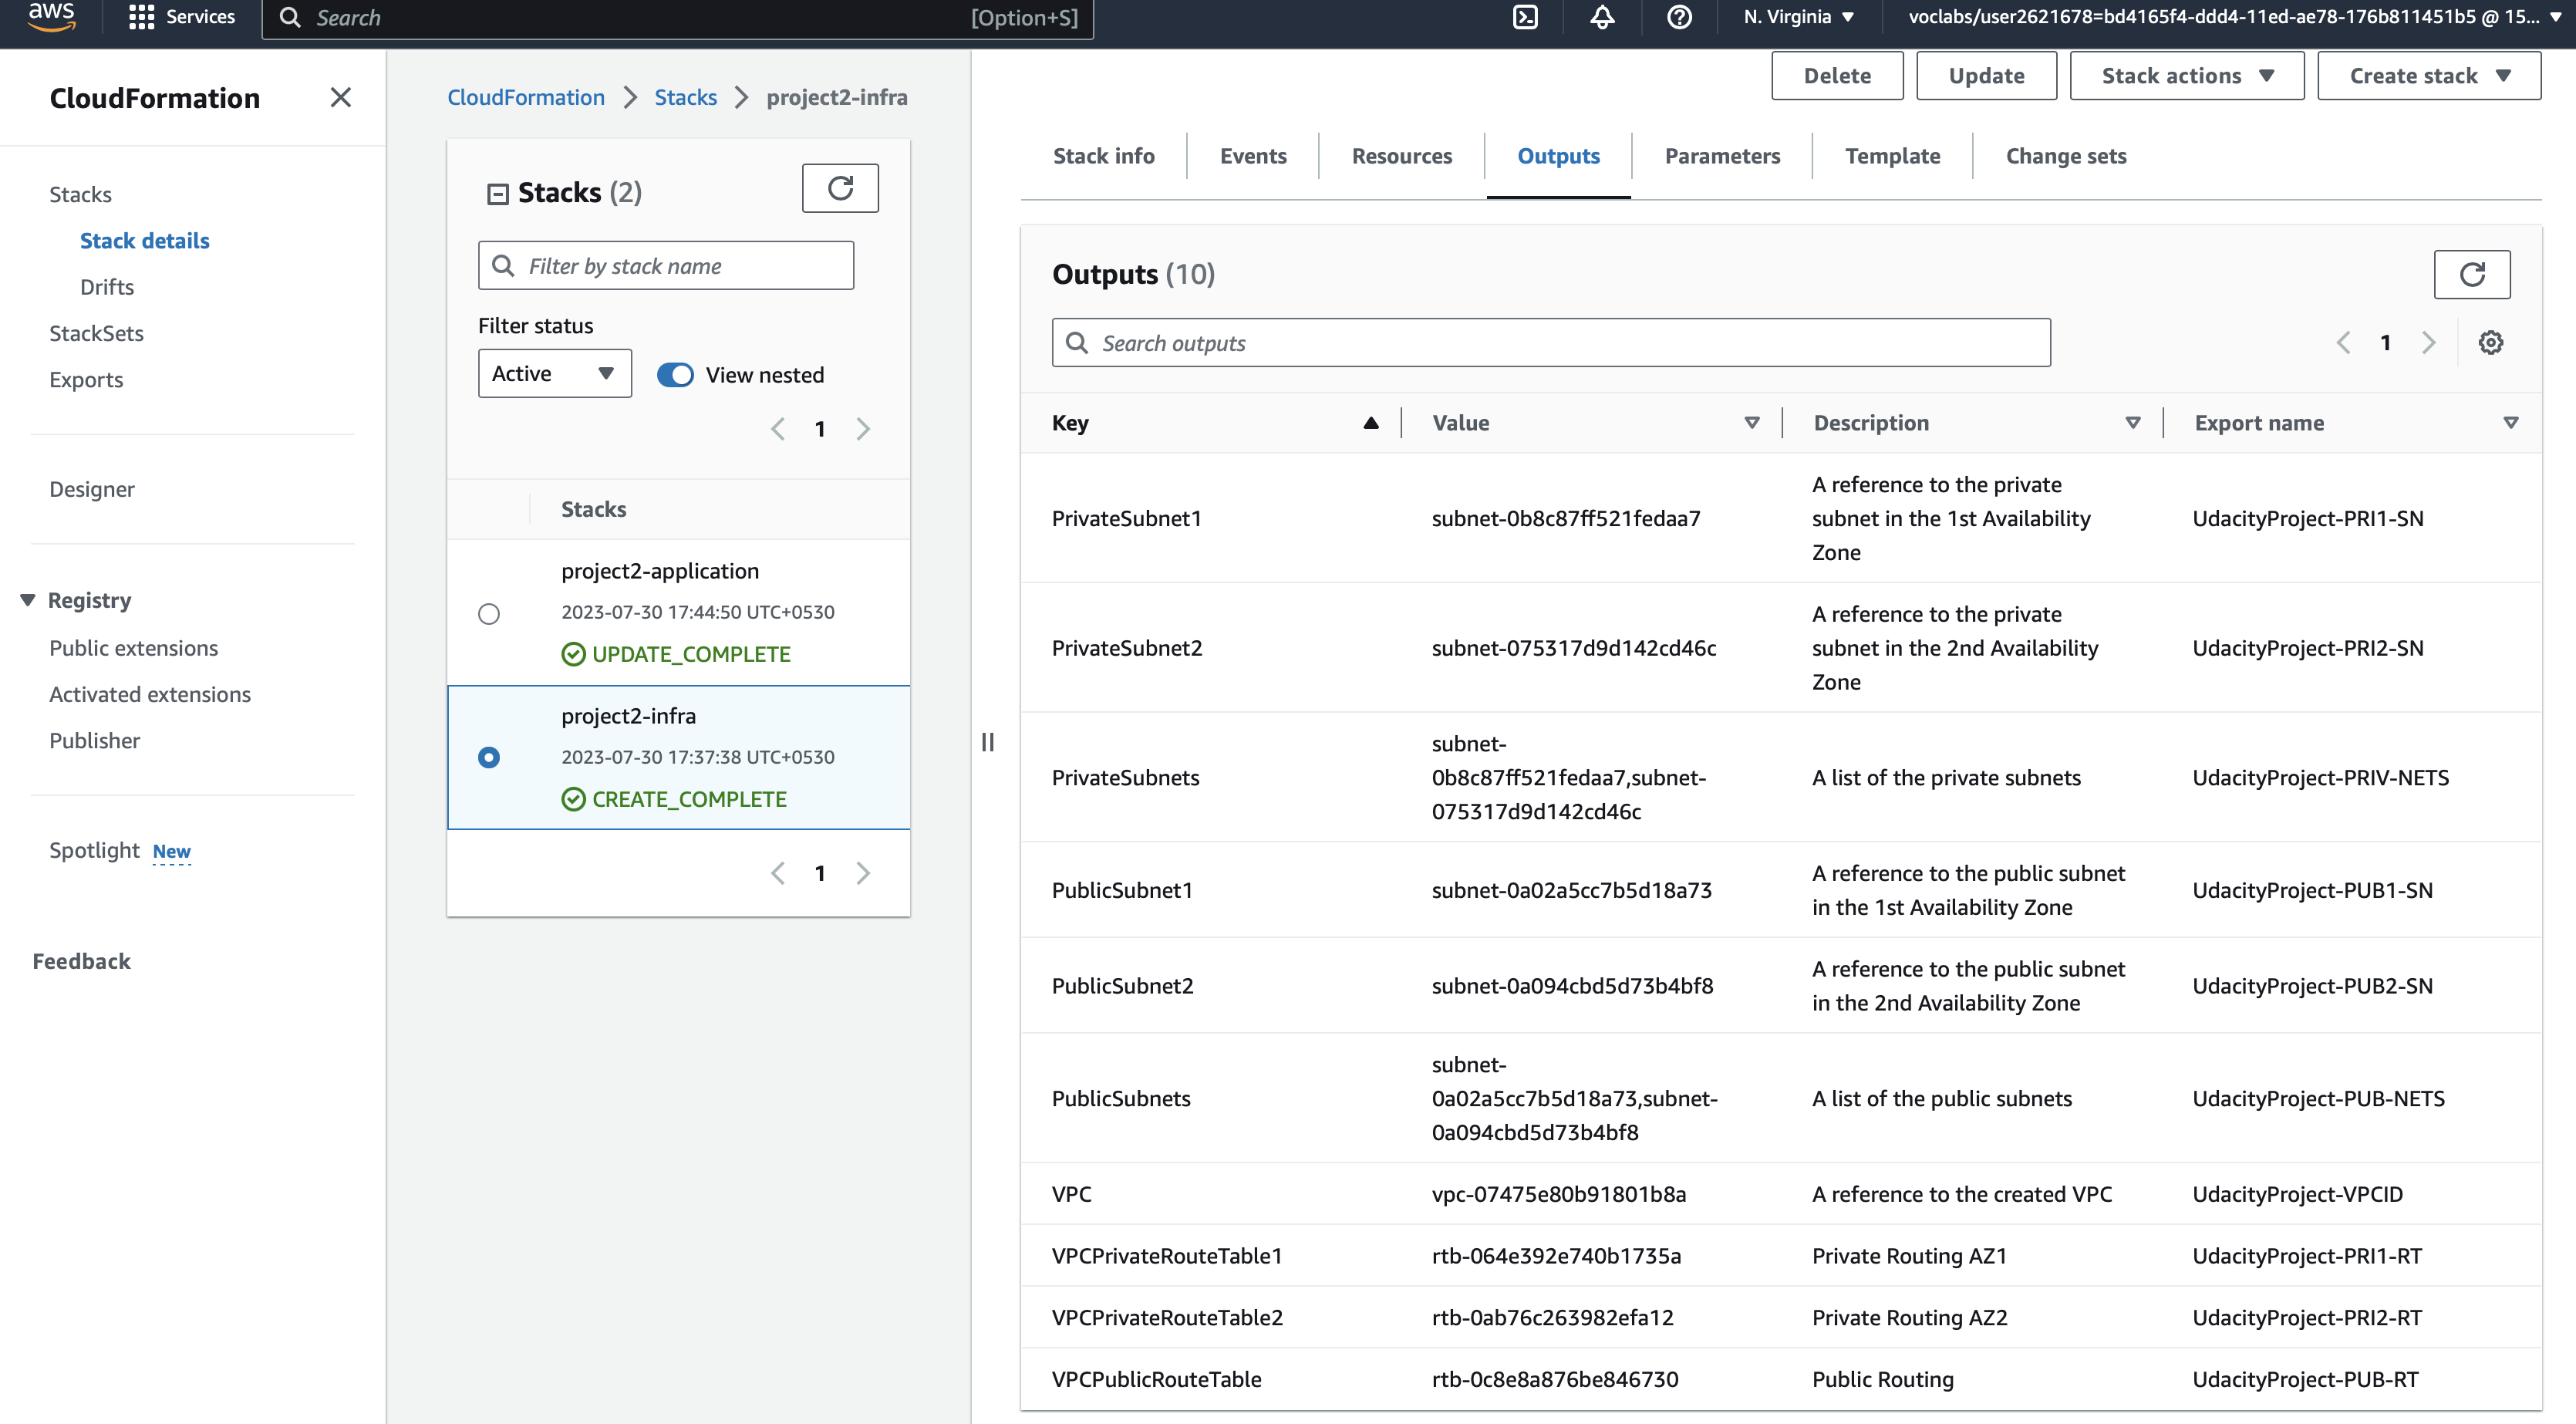 aws
Services
Search
[Option+S]
N. Virginia
voclabs/user2621678=bd4165f4-ddd4-11ed-ae78-176b811451b5 @ 15...
CloudFormation
Stacks
Stack details
Drifts
StackSets
Exports
Designer
Registry
Public extensions
Activated extensions
Publisher
Spotlight New
Feedback
CloudFormation > Stacks > project2-infra
Stacks (2)
Filter by stack name
Filter status
Active
View nested
1
Stacks
project2-application
2023-07-30 17:44:50 UTC+0530
UPDATE_COMPLETE
project2-infra
2023-07-30 17:37:38 UTC+0530
CREATE_COMPLETE
1
Delete
Update
Stack actions
Create stack
Stack info
Events
Resources
Outputs
Parameters
Template
Change sets
Outputs (10)
Search outputs
1
Key
Value
Description
Export name
PrivateSubnet1
subnet-0b8c87ff521fedaa7
A reference to the private
subnet in the 1st Availability
Zone
UdacityProject-PRI1-SN
PrivateSubnet2
subnet-075317d9d142cd46c
A reference to the private
subnet in the 2nd Availability
Zone
UdacityProject-PRI2-SN
PrivateSubnets
subnet-
0b8c87ff521fedaa7,subnet-
075317d9d142cd46c
A list of the private subnets
UdacityProject-PRIV-NETS
PublicSubnet1
subnet-0a02a5cc7b5d18a73
A reference to the public subnet
in the 1st Availability Zone
UdacityProject-PUB1-SN
PublicSubnet2
subnet-0a094cbd5d73b4bf8
A reference to the public subnet
in the 2nd Availability Zone
UdacityProject-PUB2-SN
PublicSubnets
subnet-
0a02a5cc7b5d18a73,subnet-
0a094cbd5d73b4bf8
A list of the public subnets
UdacityProject-PUB-NETS
VPC
vpc-07475e80b91801b8a
A reference to the created VPC
UdacityProject-VPCID
VPCPrivateRouteTable1
rtb-064e392e740b1735a
Private Routing AZ1
UdacityProject-PRI1-RT
VPCPrivateRouteTable2
rtb-0ab76c263982efa12
Private Routing AZ2
UdacityProject-PRI2-RT
VPCPublicRouteTable
rtb-0c8e8a876be846730
Public Routing
UdacityProject-PUB-RT